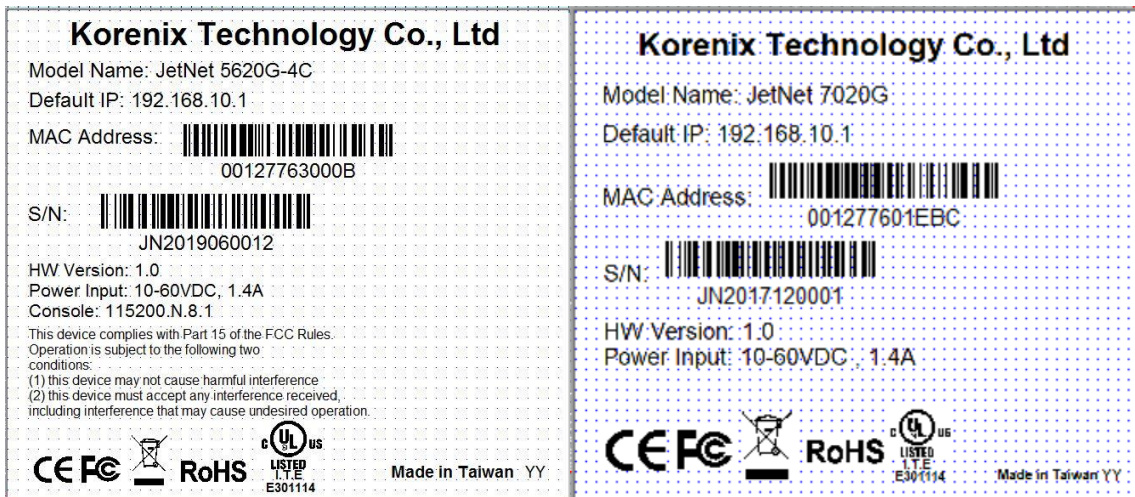 Korenix Technology Co., Ltd
Model Name: JetNet 5620G-4C
Default IP: 192.168.10.1
MAC Address:
00127763000B
S/N:
JN2019060012
HW Version: 1.0
Power Input: 10-60VDC, 1.4A
Console: 115200.N.8.1
This device complies with Part 15 of the FCC Rules.
Operation is subject to the following two
conditions:
(1) this device may not cause harmful interference
(2) this device must accept any interference received,
including interference that may cause undesired operation.
CE FC RoHS c UL US
LISTED
I.T.E
E301114
Made in Taiwan YY
Korenix Technology Co., Ltd
Model Name: JetNet 7020G
Default IP: 192.168.10.1
MAC Address:
001277601EBC
S/N:
JN2017120001
HW Version: 1.0
Power Input: 10-60VDC , 1.4A
CE FC RoHS c UL US
LISTED
I.T.E
E301114
Made in Taiwan YY